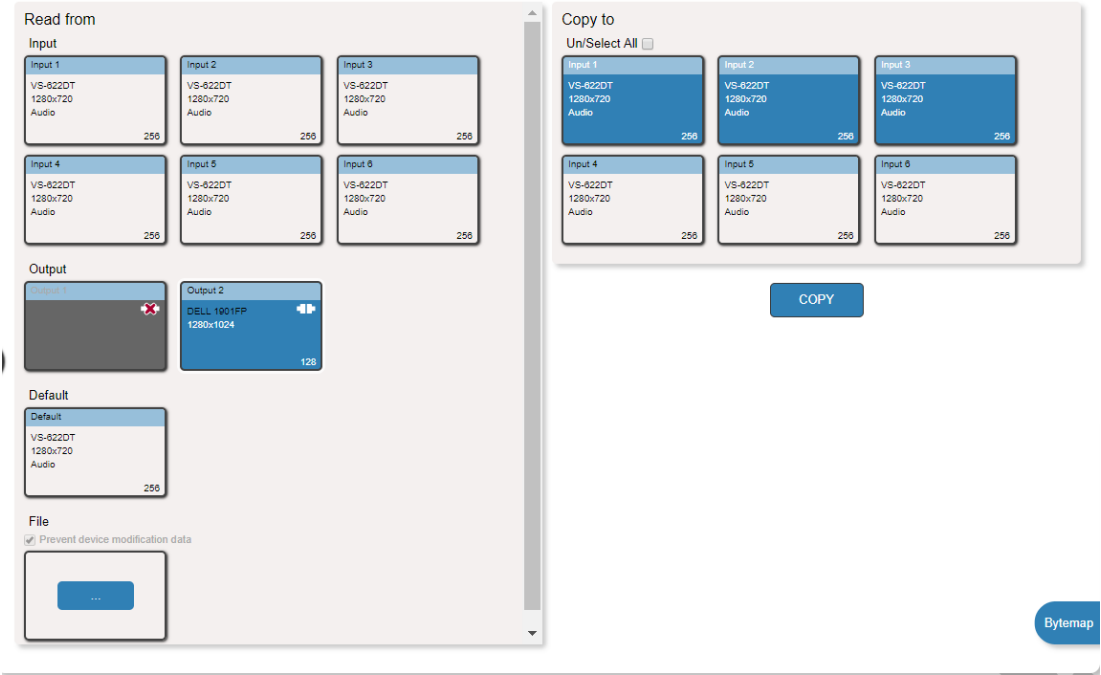 Read from
Input
Input 1
VS-622DT
1280x720
Audio
256
Input 2
VS-622DT
1280x720
Audio
256
Input 3
VS-622DT
1280x720
Audio
256
Input 4
VS-622DT
1280x720
Audio
256
Input 5
VS-622DT
1280x720
Audio
256
Input 6
VS-622DT
1280x720
Audio
256
Output
Output 1
Output 2
DELL 1901FP
1280x1024
128
Default
Default
VS-622DT
1280x720
Audio
256
File
Prevent device modification data
...
Copy to
Un/Select All
Input 1
VS-622DT
1280x720
Audio
256
Input 2
VS-622DT
1280x720
Audio
256
Input 3
VS-622DT
1280x720
Audio
256
Input 4
VS-622DT
1280x720
Audio
256
Input 5
VS-622DT
1280x720
Audio
256
Input 6
VS-622DT
1280x720
Audio
256
COPY
Bytemap